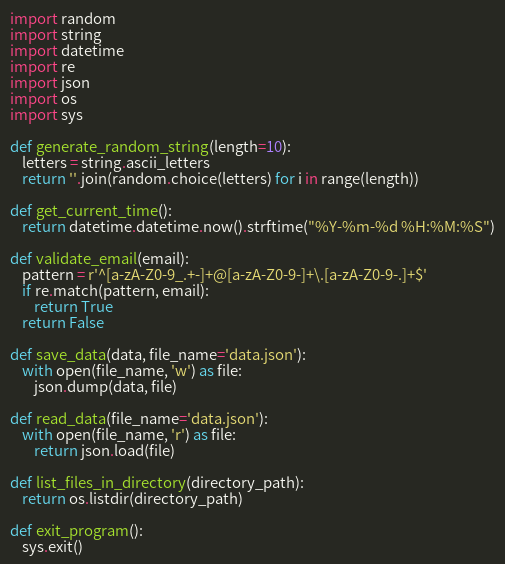 import random
import string
import datetime
import re
import json
import os
import sys

def generate_random_string(length=10):
    letters = string.ascii_letters
    return ''.join(random.choice(letters) for i in range(length))

def get_current_time():
    return datetime.datetime.now().strftime("%Y-%m-%d %H:%M:%S")

def validate_email(email):
    pattern = r'^[a-zA-Z0-9_.+-]+@[a-zA-Z0-9-]+\.[a-zA-Z0-9-.]+$'
    if re.match(pattern, email):
        return True
    return False

def save_data(data, file_name='data.json'):
    with open(file_name, 'w') as file:
        json.dump(data, file)

def read_data(file_name='data.json'):
    with open(file_name, 'r') as file:
        return json.load(file)

def list_files_in_directory(directory_path):
    return os.listdir(directory_path)

def exit_program():
    sys.exit()